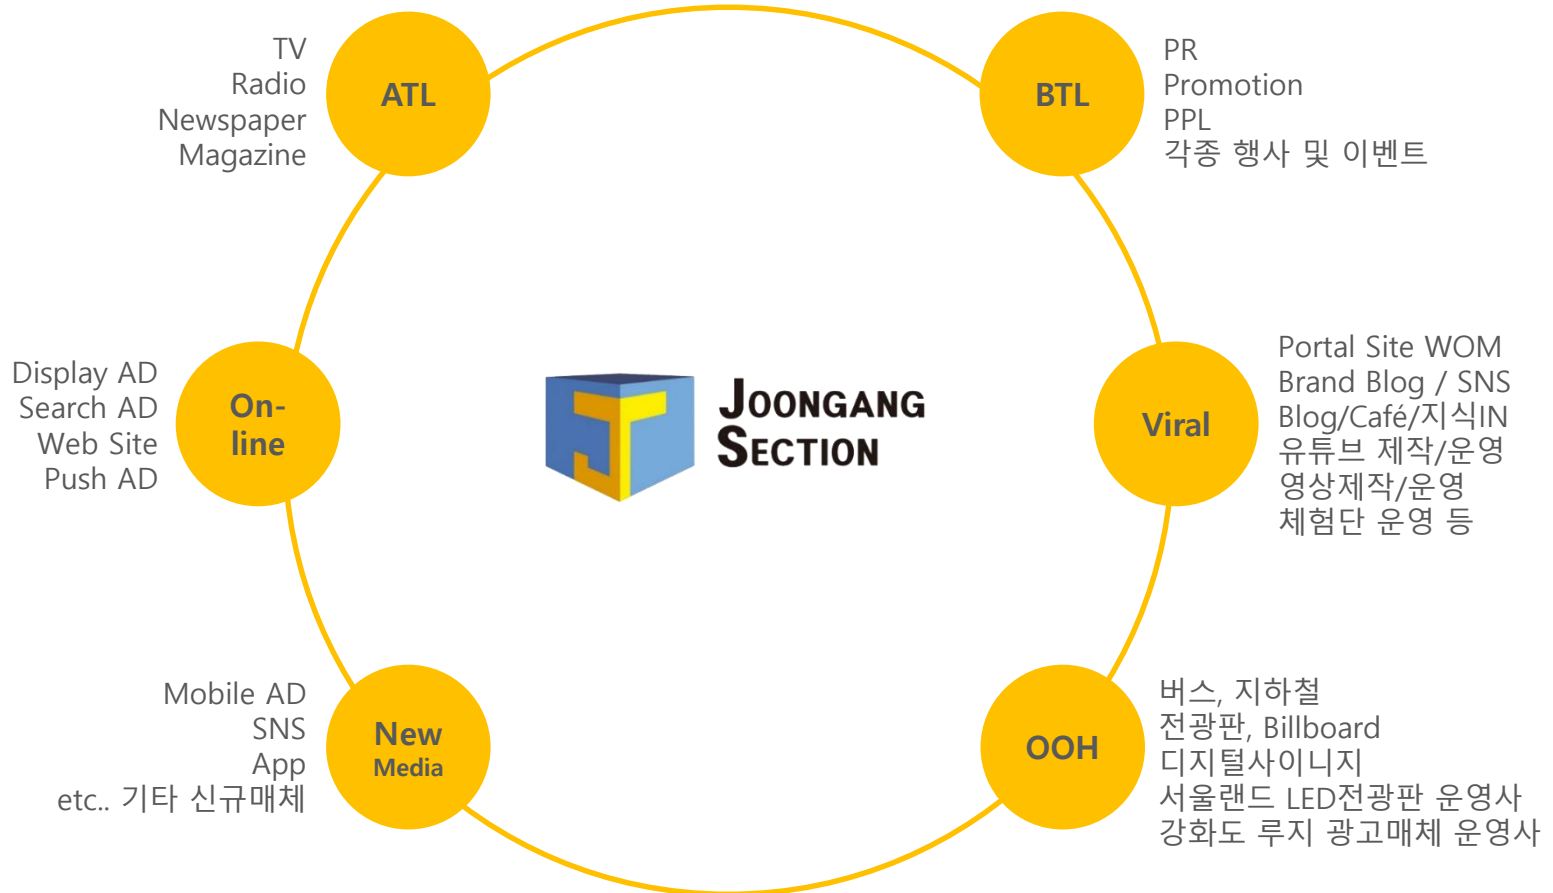 TV
Radio
Newspaper
Magazine
ATL
BTL
PR
Promotion
PPL
각종 행사 및 이벤트
Display AD
Search AD
Web Site
Push AD
On-
line
JOONGANG
SECTION
Viral
Portal Site WOM
Brand Blog / SNS
Blog/Café/지식IN
유튜브 제작/운영
영상제작/운영
체험단 운영 등
Mobile AD
SNS
App
etc.. 기타 신규매체
New
Media
OOH
버스, 지하철
전광판, Billboard
디지털사이니지
서울랜드 LED전광판 운영사
강화도 루지 광고매체 운영사